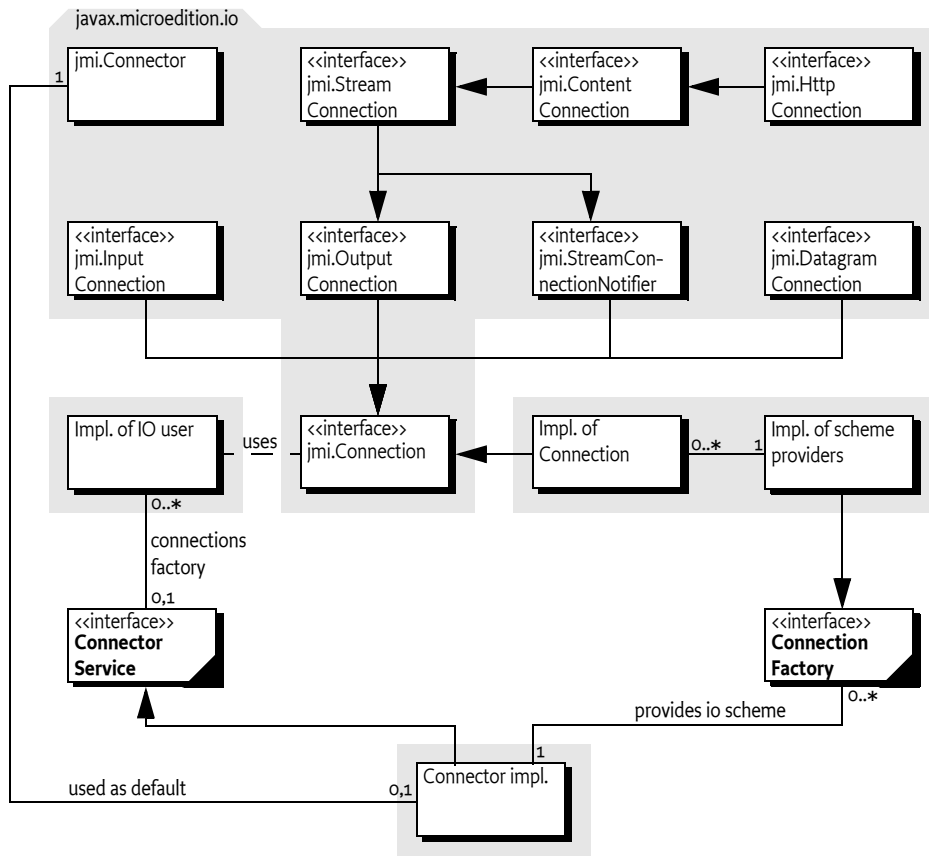 javax.microedition.io
jmi.Connector
1
<<interface>>
jmi.Stream
Connection
<<interface>>
jmi.Content
Connection
<<interface>>
jmi.Http
Connection
<<interface>>
jmi.Input
Connection
<<interface>>
jmi.Output
Connection
<<interface>>
jmi.StreamCon-
nectionNotifier
<<interface>>
jmi.Datagram
Connection
Impl. of IO user
uses
<<interface>>
jmi.Connection
Impl. of
Connection
0..*
1
Impl. of scheme
providers
0..*
connections
factory
0,1
<<interface>>
Connector
Service
<<interface>>
Connection
Factory
0..*
provides io scheme
1
Connector impl.
used as default
0,1